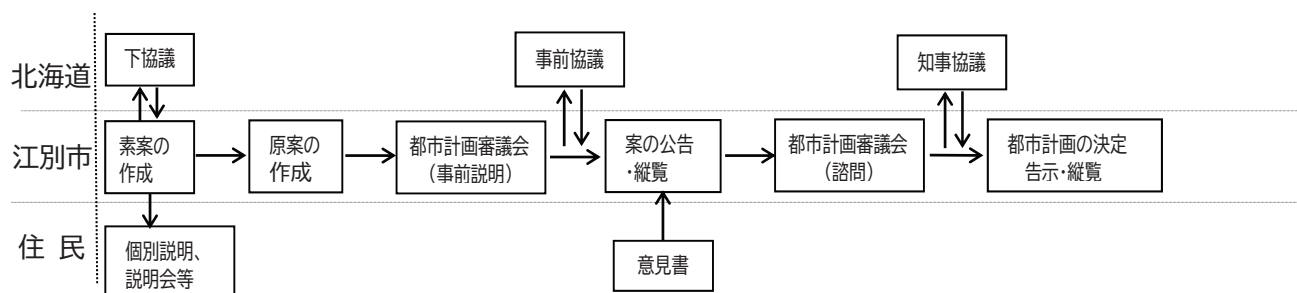 北海道
下協議
事前協議
知事協議
江別市
素案の
作成
原案の
作成
都市計画審議会
（事前説明）
案の公告
・縦覧
都市計画審議会
（諮問）
都市計画の決定
告示・縦覧
住 民
個別説明、
説明会等
意見書